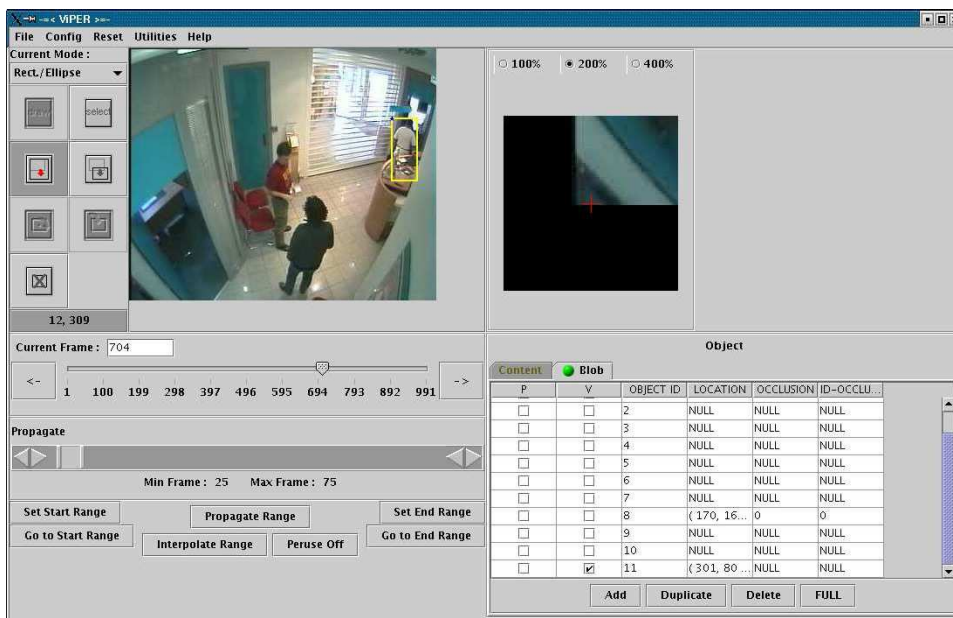 -=< ViPER >=-
File Config Reset Utilities Help
Current Mode :
Rect./Ellipse
draw select
12, 309
100% 200% 400%
Current Frame : 704
<- ->
1 100 199 298 397 496 595 694 793 892 991
Propagate
Min Frame : 25 Max Frame : 75
Set Start Range Propagate Range Set End Range
Go to Start Range Interpolate Range Peruse Off Go to End Range
Object
Content Blob
P V OBJECT ID LOCATION OCCLUSION ID-OCCLU...
2 NULL NULL NULL
3 NULL NULL NULL
4 NULL NULL NULL
5 NULL NULL NULL
6 NULL NULL NULL
7 NULL NULL NULL
8 ( 170, 16... 0 0
9 NULL NULL NULL
10 NULL NULL NULL
11 ( 301, 80 ... NULL NULL
Add Duplicate Delete FULL